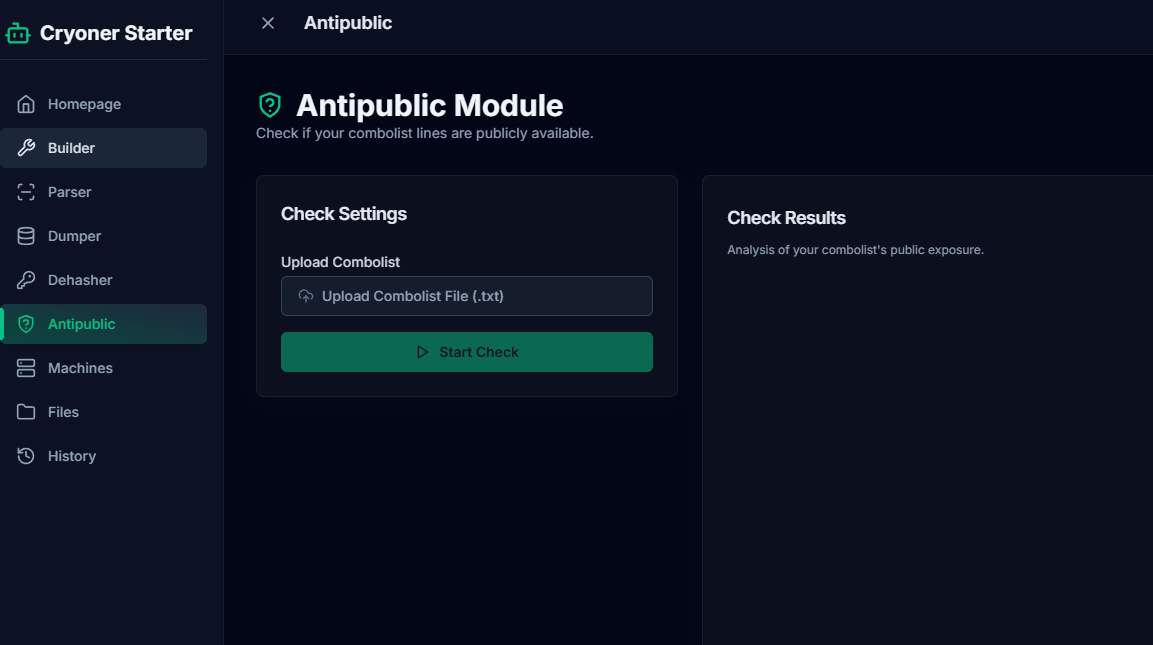 Cryoner Starter
Homepage
Builder
Parser
Dumper
Dehasher
Antipublic
Machines
Files
History
Antipublic
Antipublic Module
Check if your combolist lines are publicly available.
Check Settings
Upload Combolist
Upload Combolist File (.txt)
Start Check
Check Results
Analysis of your combolist's public exposure.